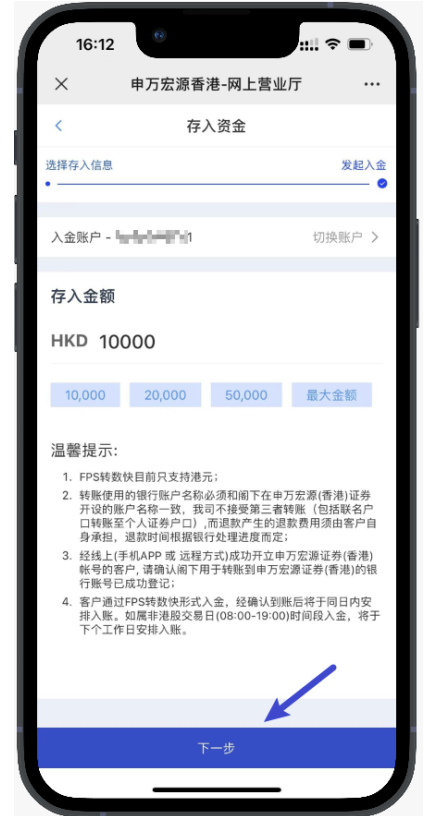 16:12
申万宏源香港-网上营业厅
存入资金
选择存入信息
发起入金
入金账户 -
1
切换账户
存入金额
HKD 10000
10,000
20,000
50,000
最大金额
温馨提示:
1. FPS转数快目前只支持港元;
2. 转账使用的银行账户名称必须和阁下在申万宏源(香港)证券
开设的账户名称一致，我司不接受第三者转账（包括联名户
口转账至个人证券户口）,而退款产生的退款费用须由客户自
身承担，退款时间根据银行处理进度而定;
3. 经线上(手机APP 或 远程方式)成功开立申万宏源证券(香港)
帐号的客户, 请确认阁下用于转账到申万宏源证券(香港)的银
行账号已成功登记;
4. 客户通过FPS转数快形式入金，经确认到账后将于同日内安
排入账。如属非港股交易日(08:00-19:00)时间段入金，将于
下个工作日安排入账。
下一步